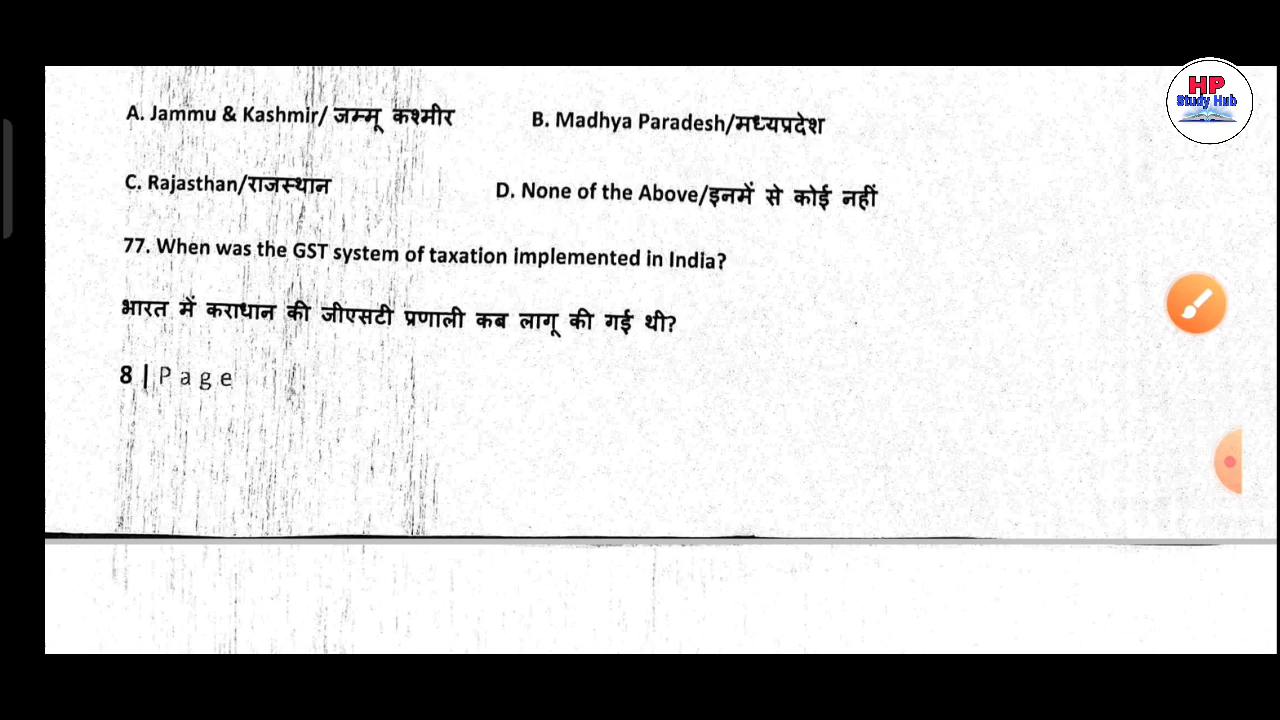 HP
Study Hub
A. Jammu & Kashmir/ जम्मू कश्मीर
B. Madhya Paradesh/मध्यप्रदेश
C. Rajasthan/राजस्थान
D. None of the Above/इनमें से कोई नहीं
77. When was the GST system of taxation implemented in India?
भारत में कराधान की जीएसटी प्रणाली कब लागू की गई थी?
8 | P a g e